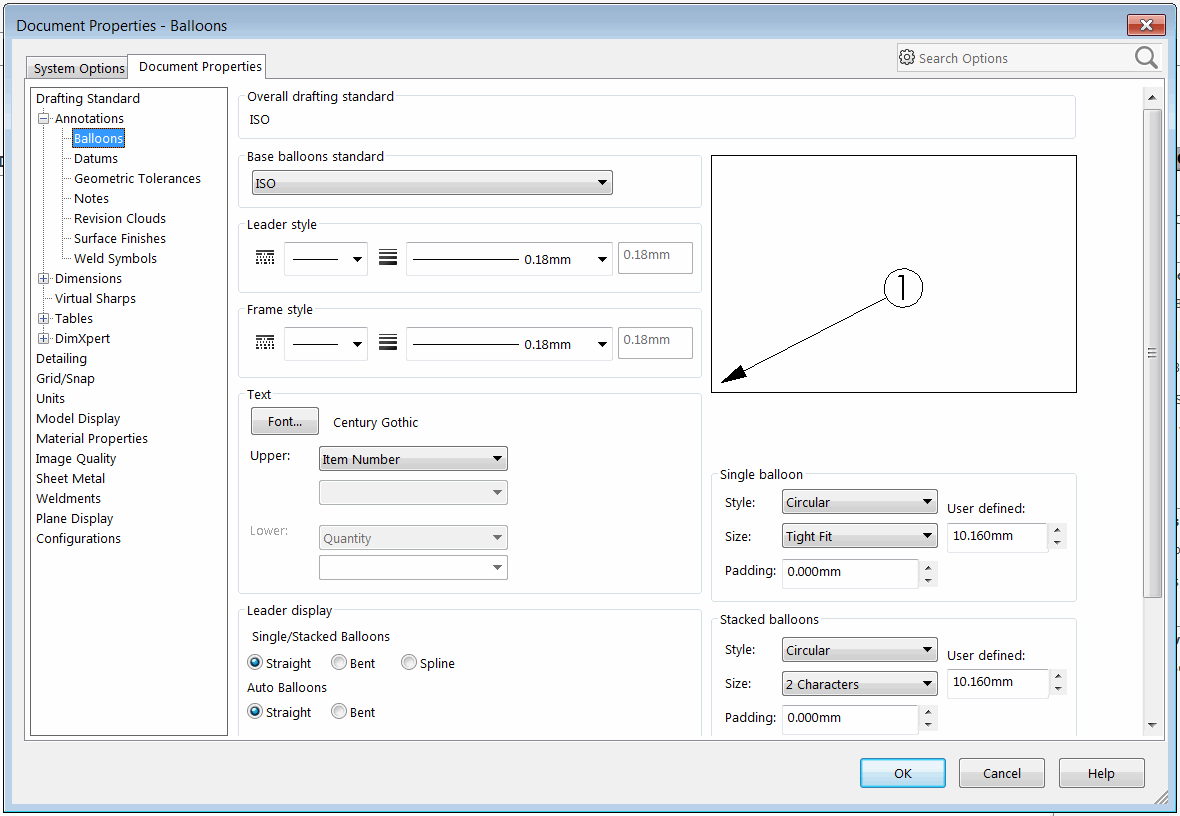 Document Properties - Balloons
System Options
Document Properties
Search Options
Drafting Standard
Annotations
Balloons
Datums
Geometric Tolerances
Notes
Revision Clouds
Surface Finishes
Weld Symbols
Dimensions
Virtual Sharps
Tables
DimXpert
Detailing
Grid/Snap
Units
Model Display
Material Properties
Image Quality
Sheet Metal
Weldments
Plane Display
Configurations
Overall drafting standard
ISO
Base balloons standard
ISO
Leader style
0.18mm
0.18mm
Frame style
0.18mm
0.18mm
Text
Font...
Century Gothic
Upper:
Item Number
Lower:
Quantity
Leader display
Single/Stacked Balloons
Straight
Bent
Spline
Auto Balloons
Straight
Bent
1
Single balloon
Style:
Circular
User defined:
Size:
Tight Fit
10.160mm
Padding:
0.000mm
Stacked balloons
Style:
Circular
User defined:
Size:
2 Characters
10.160mm
Padding:
0.000mm
OK
Cancel
Help